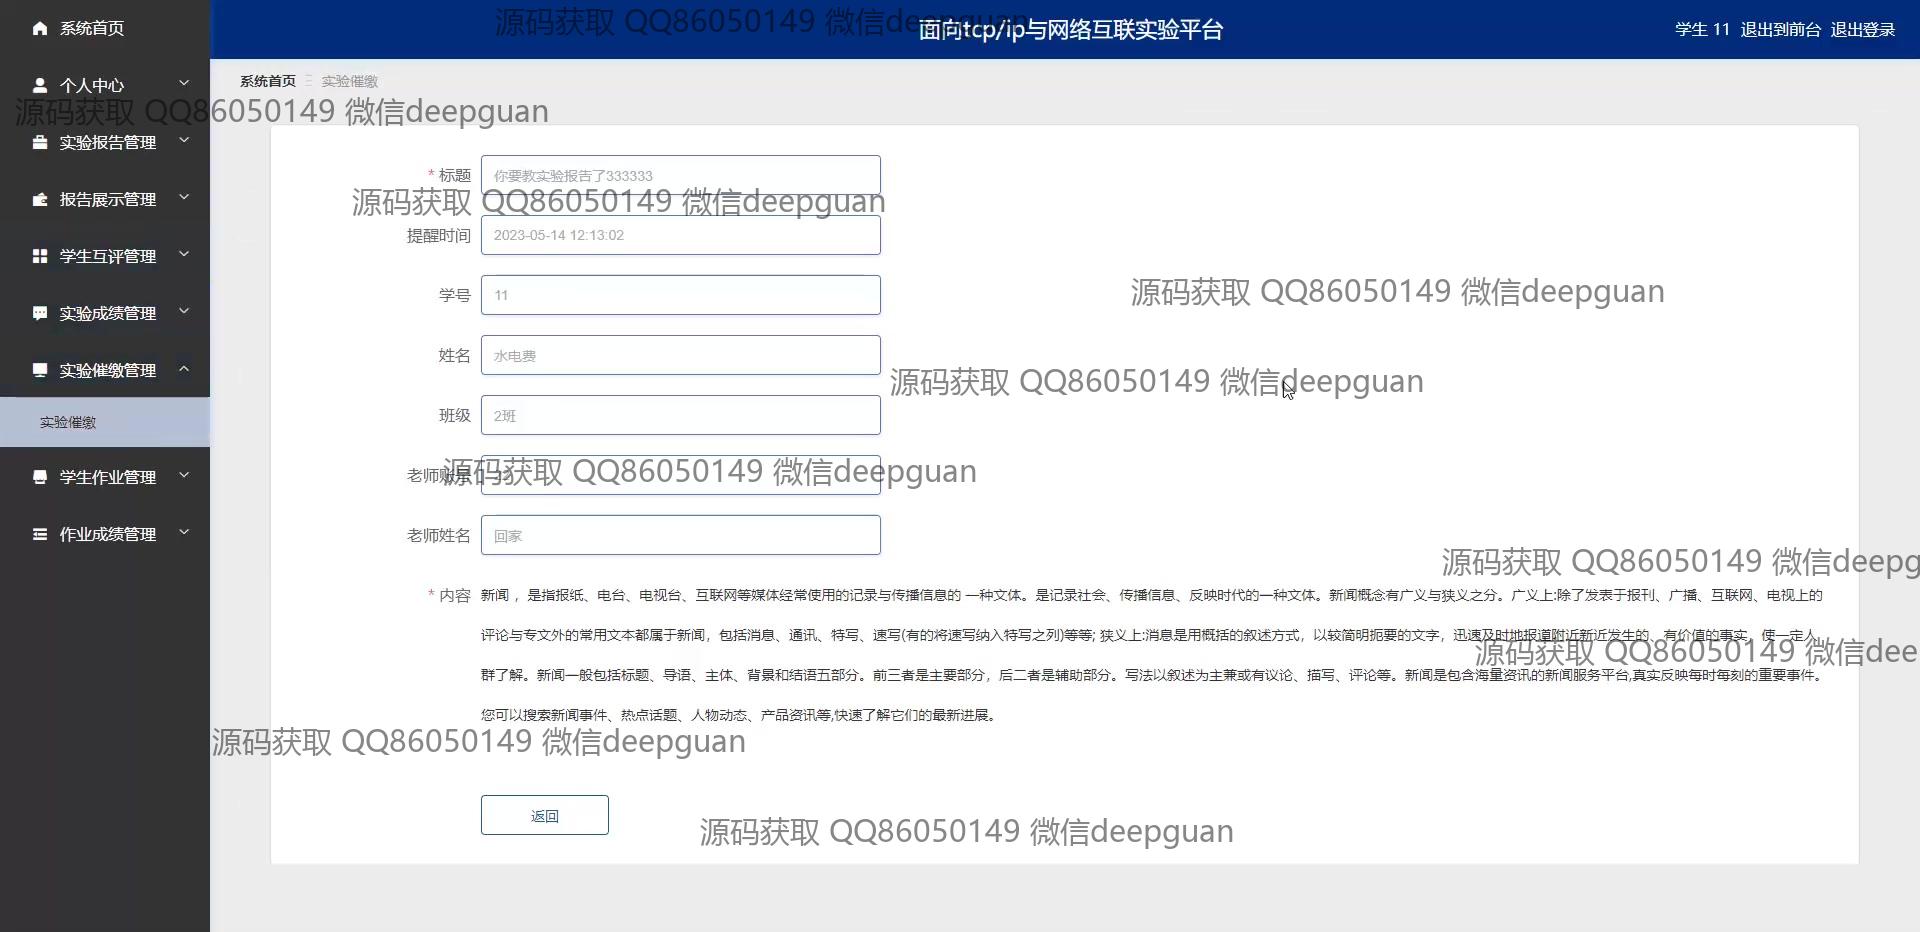 系统首页
个人中心
实验报告管理
报告展示管理
学生互评管理
实验成绩管理
实验催缴管理
实验催缴
学生作业管理
作业成绩管理
面向tcp/ip与网络互联实验平台
学生 11 退出到前台 退出登录
系统首页 实验催缴
* 标题 你要教实验报告了333333
提醒时间 2023-05-14 12:13:02
学号 11
姓名 水电费
班级 2班
老师账号
老师姓名 回家
* 内容 新闻 ，是指报纸、电台、电视台、互联网等媒体经常使用的记录与传播信息的 一种文体。是记录社会、传播信息、反映时代的一种文体。新闻概念有广义与狭义之分。广义上:除了发表于报刊、广播、互联网、电视上的
评论与专文外的常用文本都属于新闻，包括消息、通讯、特写、速写(有的将速写纳入特写之列)等等; 狭义上:消息是用概括的叙述方式，以较简明扼要的文字，迅速及时地报道附近新近发生的、有价值的事实，使一定人
群了解。新闻一般包括标题、导语、主体、背景和结语五部分。前三者是主要部分，后二者是辅助部分。写法以叙述为主兼或有议论、描写、评论等。新闻是包含海量资讯的新闻服务平台,真实反映每时每刻的重要事件。
您可以搜索新闻事件、热点话题、人物动态、产品资讯等,快速了解它们的最新进展。
返回
源码获取 QQ86050149 微信deepguan
源码获取 QQ86050149 微信deepguan
源码获取 QQ86050149 微信deepguan
源码获取 QQ86050149 微信deepguan
源码获取 QQ86050149 微信deepguan
源码获取 QQ86050149 微信deepguan
源码获取 QQ86050149 微信deepg
源码获取 QQ86050149 微信dee
源码获取 QQ86050149 微信deepguan
源码获取 QQ86050149 微信deepguan